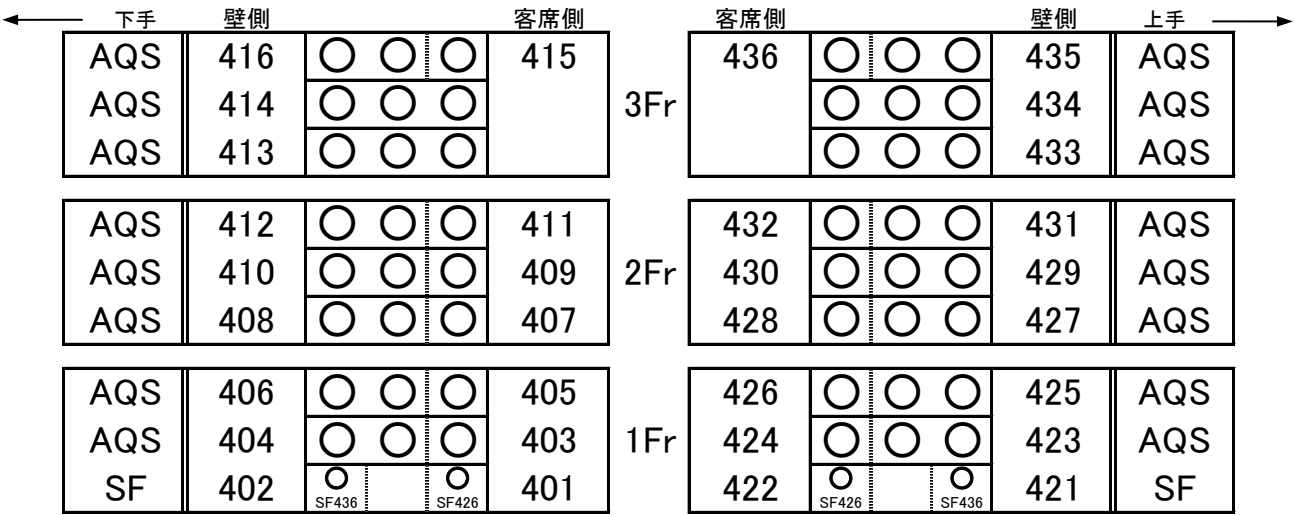 下手 壁側 客席側 客席側 壁側 上手
AQS 416 415 436 435 AQS
AQS 414 3Fr 434 AQS
AQS 413 433 AQS
AQS 412 411 432 431 AQS
AQS 410 409 2Fr 430 429 AQS
AQS 408 407 428 427 AQS
AQS 406 405 426 425 AQS
AQS 404 403 1Fr 424 423 AQS
SF 402 SF436 SF426 401 422 SF426 SF436 421 SF